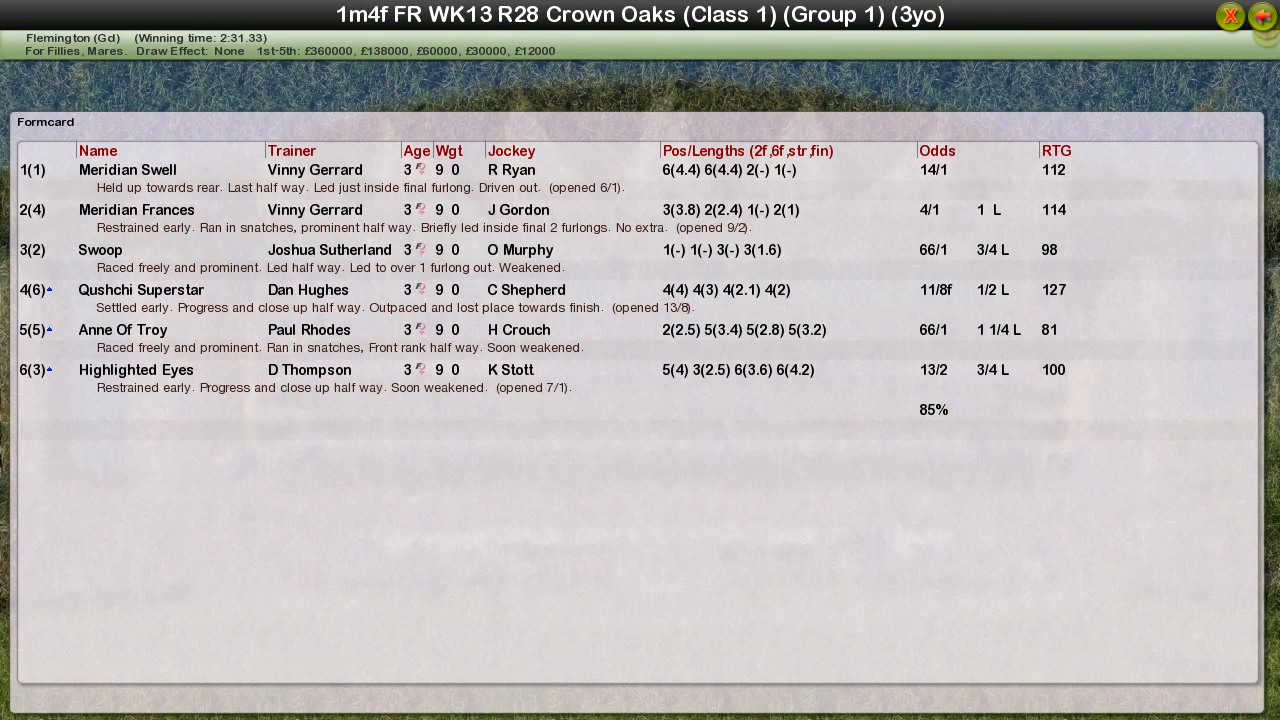 1m4f FR WK13 R28 Crown Oaks (Class 1) (Group 1) (3yo)
Flemington (Gd) (Winning time: 2:31.33)
For Fillies, Mares. Draw Effect: None 1st-5th: £360000, £138000, £60000, £30000, £12000
Formcard
Name Trainer Age Wgt Jockey Pos/Lengths (2f,6f,str,fin) Odds RTG
1(1) Meridian Swell Vinny Gerrard 3 9 0 R Ryan 6(4.4) 6(4.4) 2(-) 1(-) 14/1 112
Held up towards rear. Last half way. Led just inside final furlong. Driven out. (opened 6/1).
2(4) Meridian Frances Vinny Gerrard 3 9 0 J Gordon 3(3.8) 2(2.4) 1(-) 2(1) 4/1 1 L 114
Restrained early. Ran in snatches, prominent half way. Briefly led inside final 2 furlongs. No extra. (opened 9/2).
3(2) Swoop Joshua Sutherland 3 9 0 O Murphy 1(-) 1(-) 3(-) 3(1.6) 66/1 3/4 L 98
Raced freely and prominent. Led half way. Led to over 1 furlong out. Weakened.
4(6) Qushchi Superstar Dan Hughes 3 9 0 C Shepherd 4(4) 4(3) 4(2.1) 4(2) 11/8f 1/2 L 127
Settled early. Progress and close up half way. Outpaced and lost place towards finish. (opened 13/8).
5(5) Anne Of Troy Paul Rhodes 3 9 0 H Crouch 2(2.5) 5(3.4) 5(2.8) 5(3.2) 66/1 1 1/4 L 81
Raced freely and prominent. Ran in snatches, Front rank half way. Soon weakened.
6(3) Highlighted Eyes D Thompson 3 9 0 K Stott 5(4) 3(2.5) 6(3.6) 6(4.2) 13/2 3/4 L 100
Restrained early. Progress and close up half way. Soon weakened. (opened 7/1).
85%